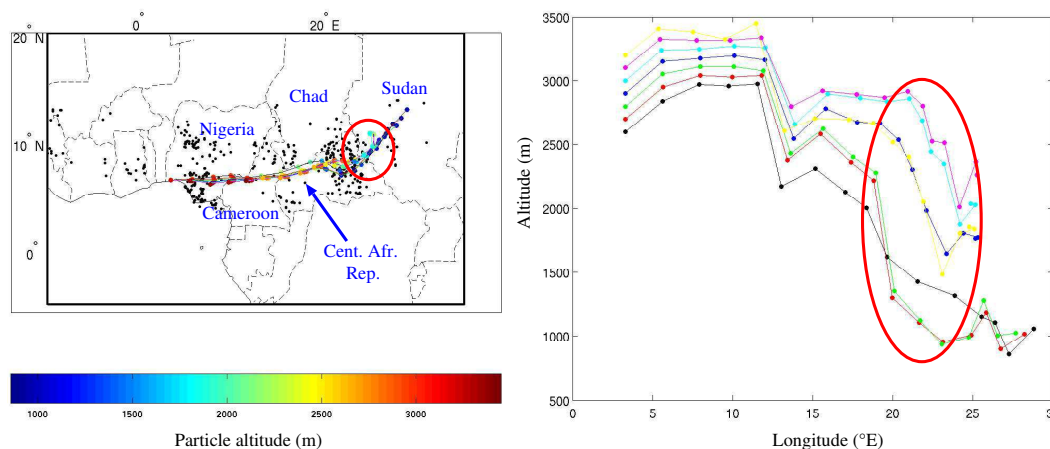 0 °
20 °E
20 °N
10 °N
0 °
Sudan
Chad
Nigeria
Cameroon
Cent. Afr.
Rep.
1000 1500 2000 2500 3000
Particle altitude (m)
3500
3000
2500
2000
1500
1000
500
Altitude (m)
0 5 10 15 20 25 30
Longitude (°E)